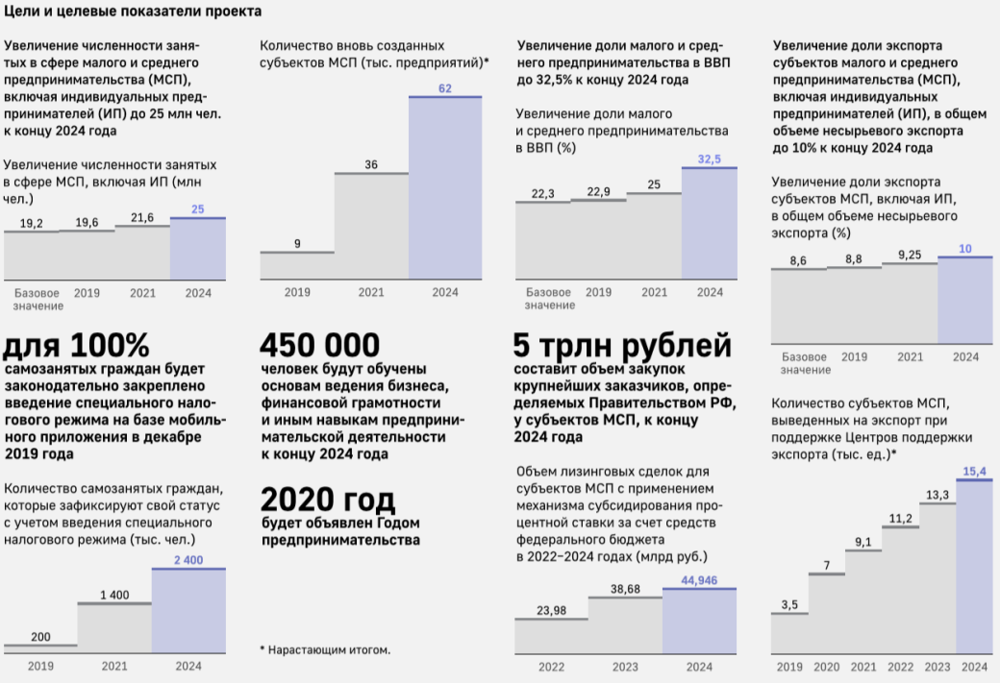 Цели и целевые показатели проекта
Увеличение численности заня-
тых в сфере малого и среднего
предпринимательства (МСП),
включая индивидуальных пред-
принимателей (ИП) до 25 млн чел.
к концу 2024 года
Увеличение численности занятых
в сфере МСП, включая ИП (млн
чел.)
19,2 19,6 21,6 25
Базовое 2019 2021 2024
значение
для 100%
самозанятых граждан будет
законодательно закреплено
введение специального нало-
гового режима на базе мобиль-
ного приложения в декабре
2019 года
Количество самозанятых граждан,
которые зафиксируют свой статус
с учетом введения специального
налогового режима (тыс. чел.)
200 1 400 2 400
2019 2021 2024
Количество вновь созданных
субъектов МСП (тыс. предприятий)*
9 36 62
2019 2021 2024
450 000
человек будут обучены
основам ведения бизнеса,
финансовой грамотности
и иным навыкам предприни-
мательской деятельности
к концу 2024 года
2020 год
будет объявлен Годом
предпринимательства
* Нарастающим итогом.
Увеличение доли малого и сред-
него предпринимательства в ВВП
до 32,5% к концу 2024 года
Увеличение доли малого
и среднего предпринимательства
в ВВП (%)
22,3 22,9 25 32,5
Базовое 2019 2021 2024
значение
5 трлн рублей
составит объем закупок
крупнейших заказчиков, опре-
деляемых Правительством РФ,
у субъектов МСП, к концу
2024 года
Объем лизинговых сделок для
субъектов МСП с применением
механизма субсидирования про-
центной ставки за счет средств
федерального бюджета
в 2022–2024 годах (млрд руб.)
23,98 38,68 44,946
2022 2023 2024
Увеличение доли экспорта
субъектов малого и среднего
предпринимательства (МСП),
включая индивидуальных
предпринимателей (ИП), в общем
объеме несырьевого экспорта
до 10% к концу 2024 года
Увеличение доли экспорта
субъектов МСП, включая ИП,
в общем объеме несырьевого
экспорта (%)
8,6 8,8 9,25 10
Базовое 2019 2021 2024
значение
Количество субъектов МСП,
выведенных на экспорт при
поддержке Центров поддержки
экспорта (тыс. ед.)*
3,5 7 9,1 11,2 13,3 15,4
2019 2020 2021 2022 2023 2024